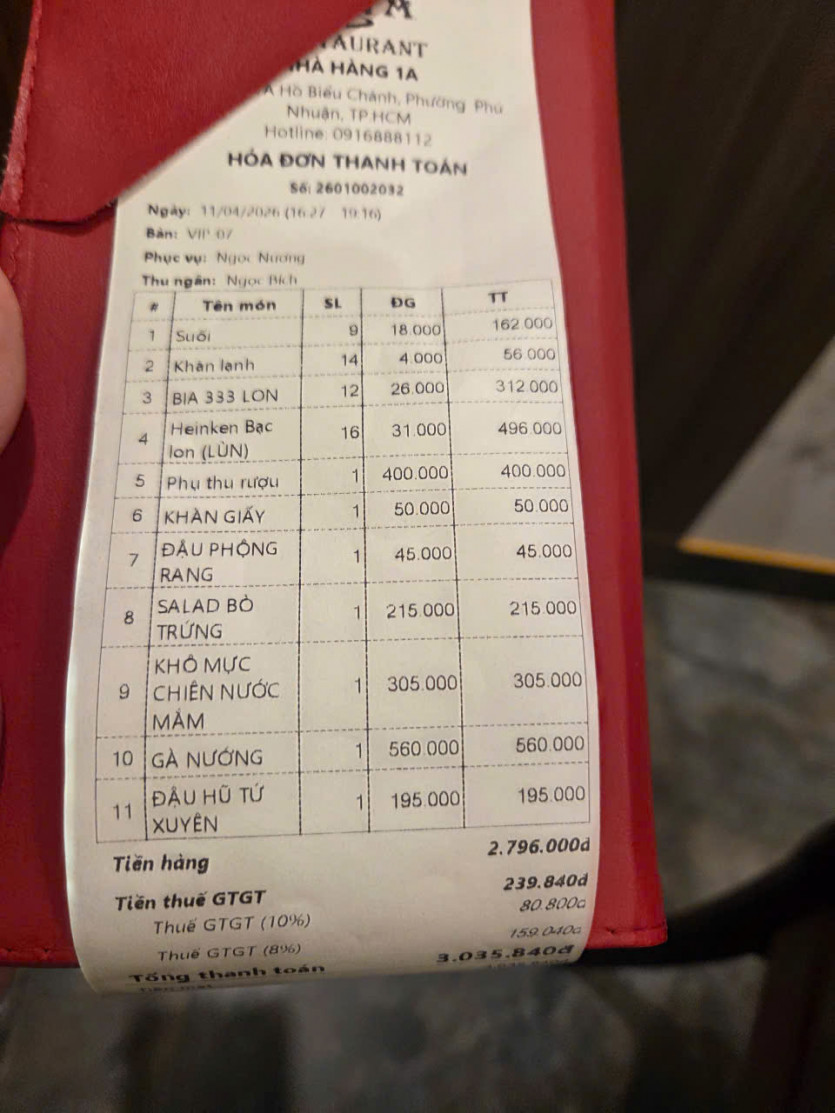 NHÀ HÀNG 1A
Hồ Biểu Chánh, Phường Phú
Nhuận, TP.HCM
Hotline: 0916888112
HÓA ĐƠN THANH TOÁN
Số: 2601002032
Ngày: 11/04/2026 (16:27 19:16)
Bàn: VIP 07
Phục vụ: Ngọc Nương
Thu ngân: Ngọc Bích
# Tên món SL ĐG TT
1 Suối 9 18.000 162.000
2 Khăn lạnh 14 4.000 56.000
3 BIA 333 LON 12 26.000 312.000
4 Heinken Bạc 16 31.000 496.000
lon (LÙN)
5 Phụ thu rượu 1 400.000 400.000
6 KHĂN GIẤY 1 50.000 50.000
7 ĐẬU PHỘNG 1 45.000 45.000
RANG
8 SALAD BÒ 1 215.000 215.000
TRỨNG
KHÔ MỰC
9 CHIÊN NƯỚC 1 305.000 305.000
MẮM
10 GÀ NƯỚNG 1 560.000 560.000
11 ĐẬU HŨ TỨ 1 195.000 195.000
XUYÊN
Tiền hàng 2.796.000đ
Tiền thuế GTGT 239.840đ
Thuế GTGT (10%) 80.800đ
Thuế GTGT (8%) 159.040đ
Tổng thanh toán 3.035.840đ